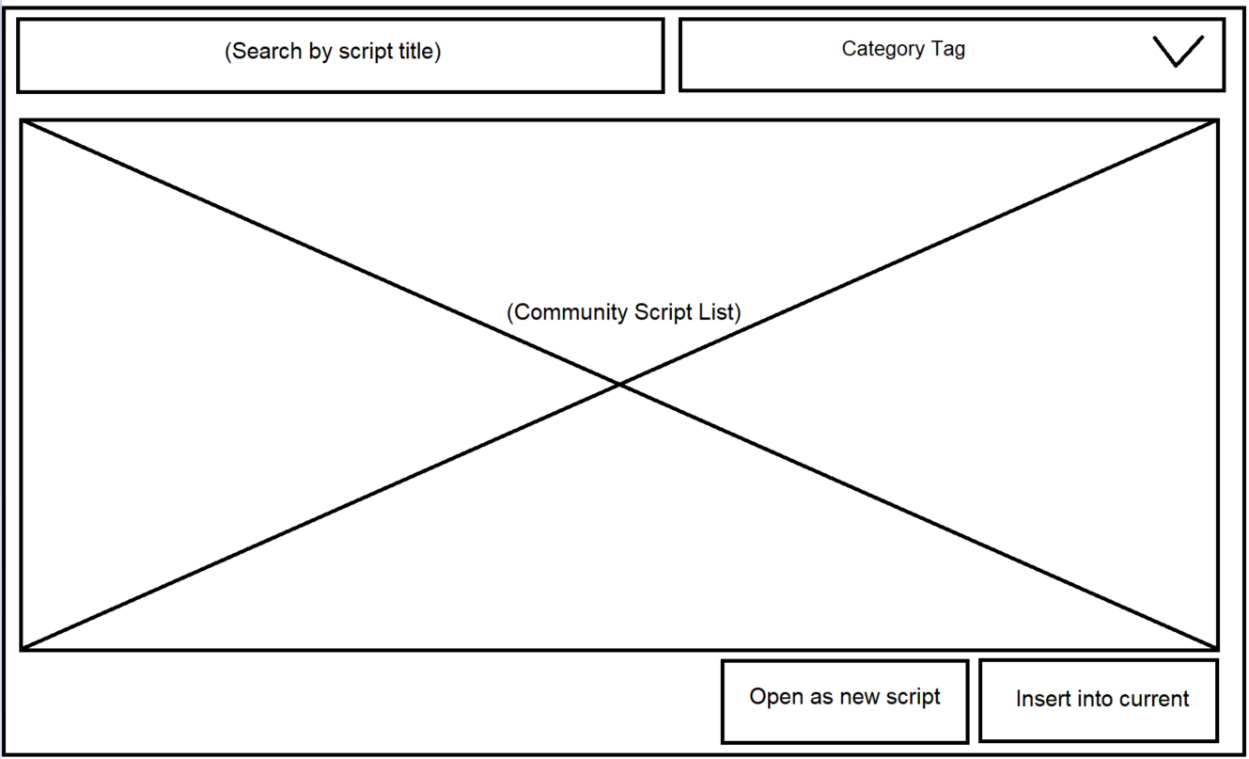 (Search by script title)
Category Tag
(Community Script List)
Open as new script
Insert into current